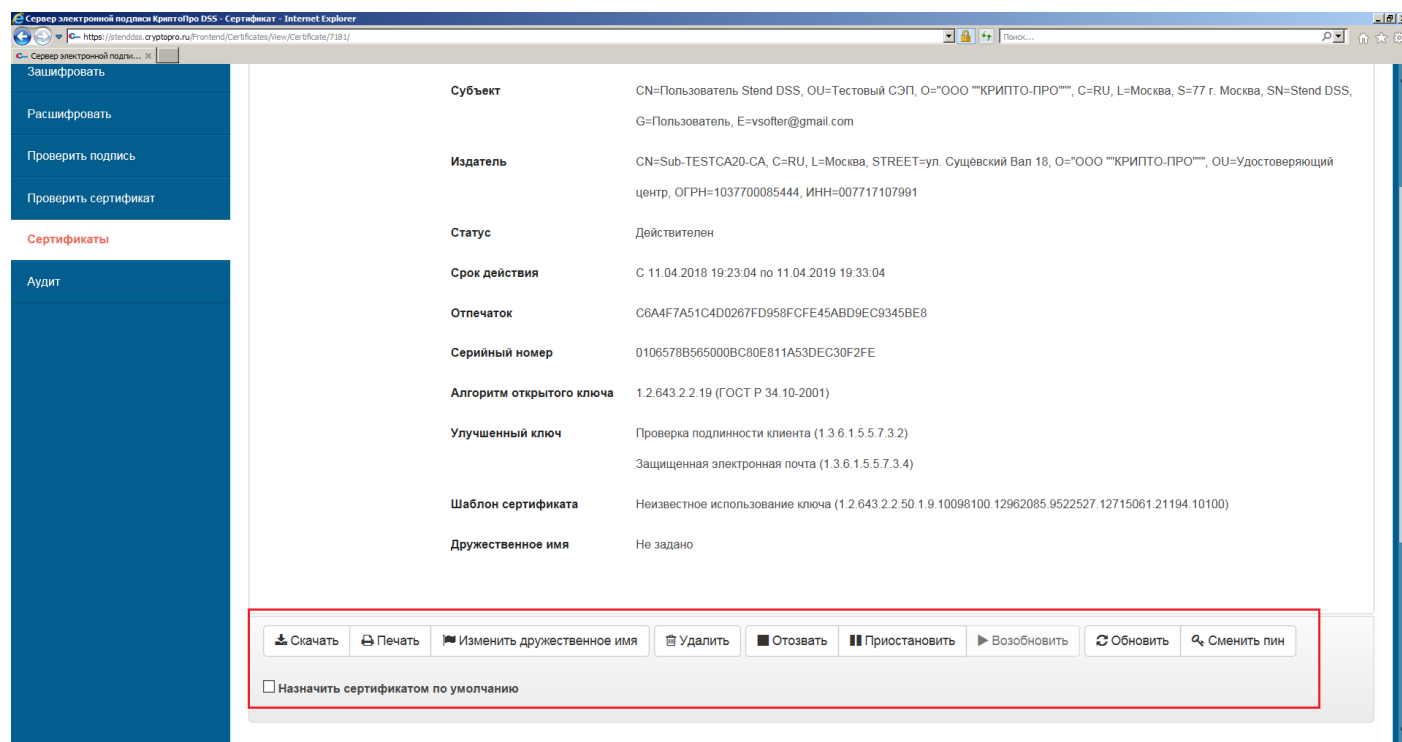 Сервер электронной подписи КриптоПро DSS - Сертификат - Internet Explorer
https://stenddss.cryptopro.ru/Frontend/Certificates/View/Certificate/7181/
Поиск...
Сервер электронной подпи...
Зашифровать
Расшифровать
Проверить подпись
Проверить сертификат
Сертификаты
Аудит
Субъект
CN=Пользователь Stend DSS, OU=Тестовый СЭП, O="ООО ""КРИПТО-ПРО""", C=RU, L=Москва, S=77 г. Москва, SN=Stend DSS,
G=Пользователь, E=vsofter@gmail.com
Издатель
CN=Sub-TESTCA20-CA, C=RU, L=Москва, STREET=ул. Сущёвский Вал 18, O="ООО ""КРИПТО-ПРО""", OU=Удостоверяющий
центр, ОГРН=1037700085444, ИНН=007717107991
Статус
Действителен
Срок действия
С 11.04.2018 19:23:04 по 11.04.2019 19:33:04
Отпечаток
C6A4F7A51C4D0267FD958FCFE45ABD9EC9345BE8
Серийный номер
0106578B565000BC80E811A53DEC30F2FE
Алгоритм открытого ключа
1.2.643.2.2.19 (ГОСТ Р 34.10-2001)
Улучшенный ключ
Проверка подлинности клиента (1.3.6.1.5.5.7.3.2)
Защищенная электронная почта (1.3.6.1.5.5.7.3.4)
Шаблон сертификата
Неизвестное использование ключа (1.2.643.2.2.50.1.9.10098100.12962085.9522527.12715061.21194.10100)
Дружественное имя
Не задано
Скачать
Печать
Изменить дружественное имя
Удалить
Отозвать
Приостановить
Возобновить
Обновить
Сменить пин
Назначить сертификатом по умолчанию